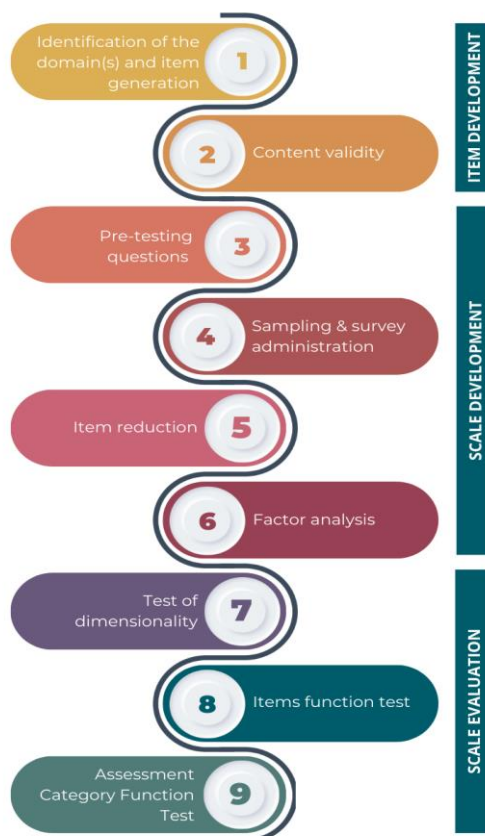 Identification of the
domain(s) and item
generation
1
ITEM DEVELOPMENT
2
Content validity
Pre-testing
questions
3
SCALE DEVELOPMENT
4
Sampling & survey
administration
Item reduction
5
6
Factor analysis
Test of
dimensionality
7
SCALE EVALUATION
8
Items function test
Assessment
Category Function
Test
9